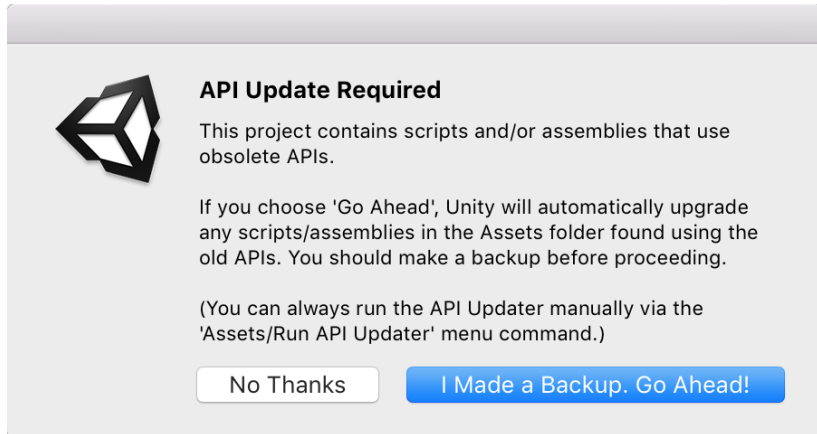 API Update Required
This project contains scripts and/or assemblies that use
obsolete APIs.
If you choose 'Go Ahead', Unity will automatically upgrade
any scripts/assemblies in the Assets folder found using the
old APIs. You should make a backup before proceeding.
(You can always run the API Updater manually via the
'Assets/Run API Updater' menu command.)
No Thanks
I Made a Backup. Go Ahead!